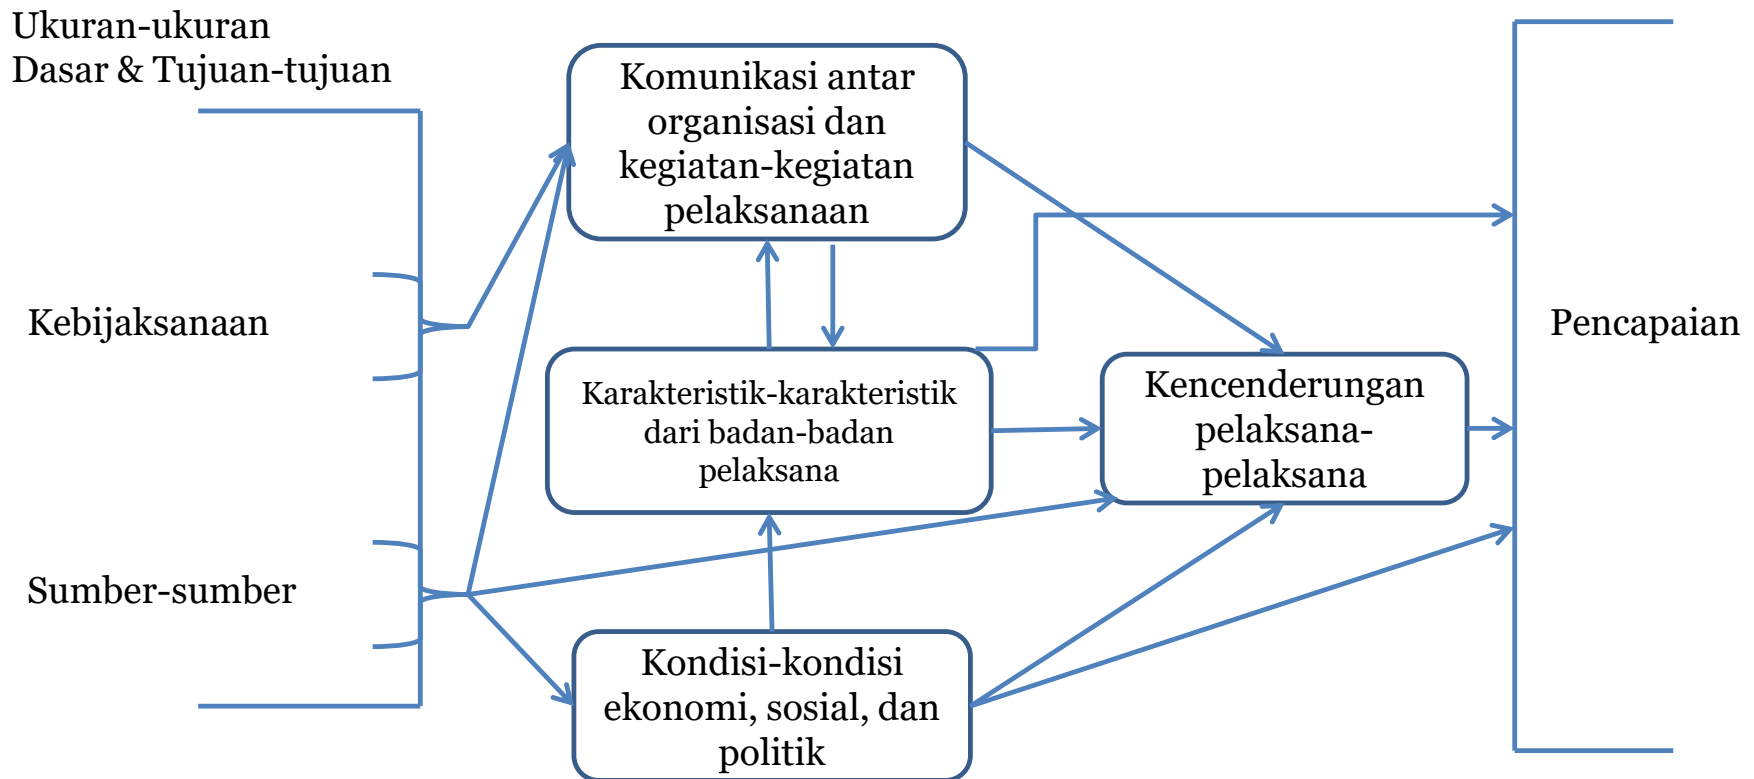 Ukuran-ukuran
Dasar & Tujuan-tujuan
Komunikasi antar
organisasi dan
kegiatan-kegiatan
pelaksanaan
Kebijaksanaan
Pencapaian
Karakteristik-karakteristik
dari badan-badan
pelaksana
Kencenderungan
pelaksana-
pelaksana
Sumber-sumber
Kondisi-kondisi
ekonomi, sosial, dan
politik